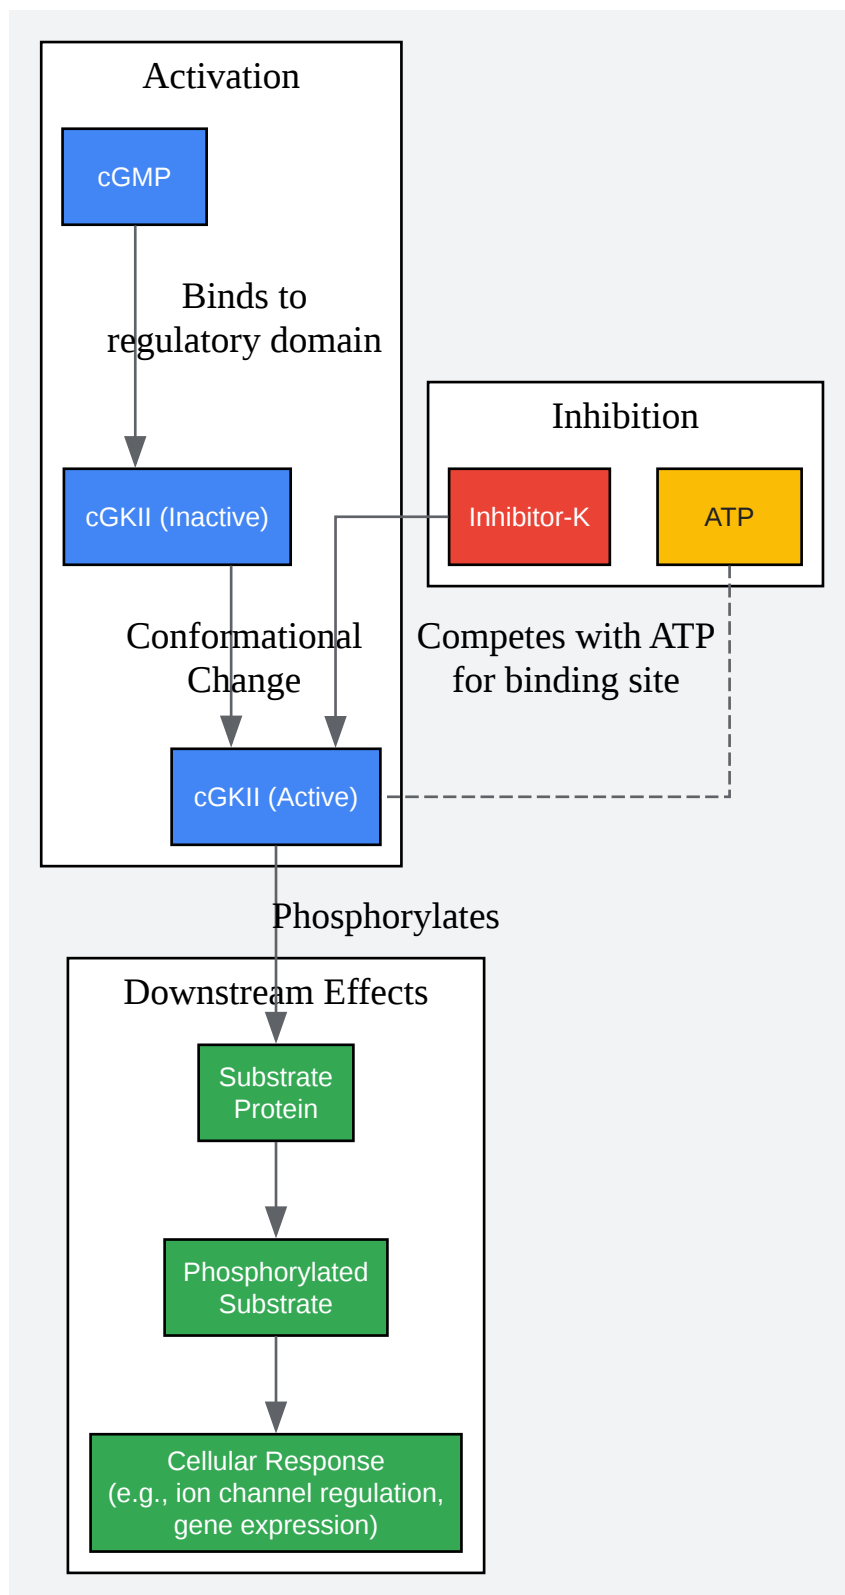 Activation
cGMP
Binds to
regulatory domain
Inhibition
cGKII (Inactive)
Inhibitor-K
ATP
Conformational
Change
Competes with ATP
for binding site
cGKII (Active)
Phosphorylates
Downstream Effects
Substrate
Protein
Phosphorylated
Substrate
Cellular Response
(e.g., ion channel regulation,
gene expression)